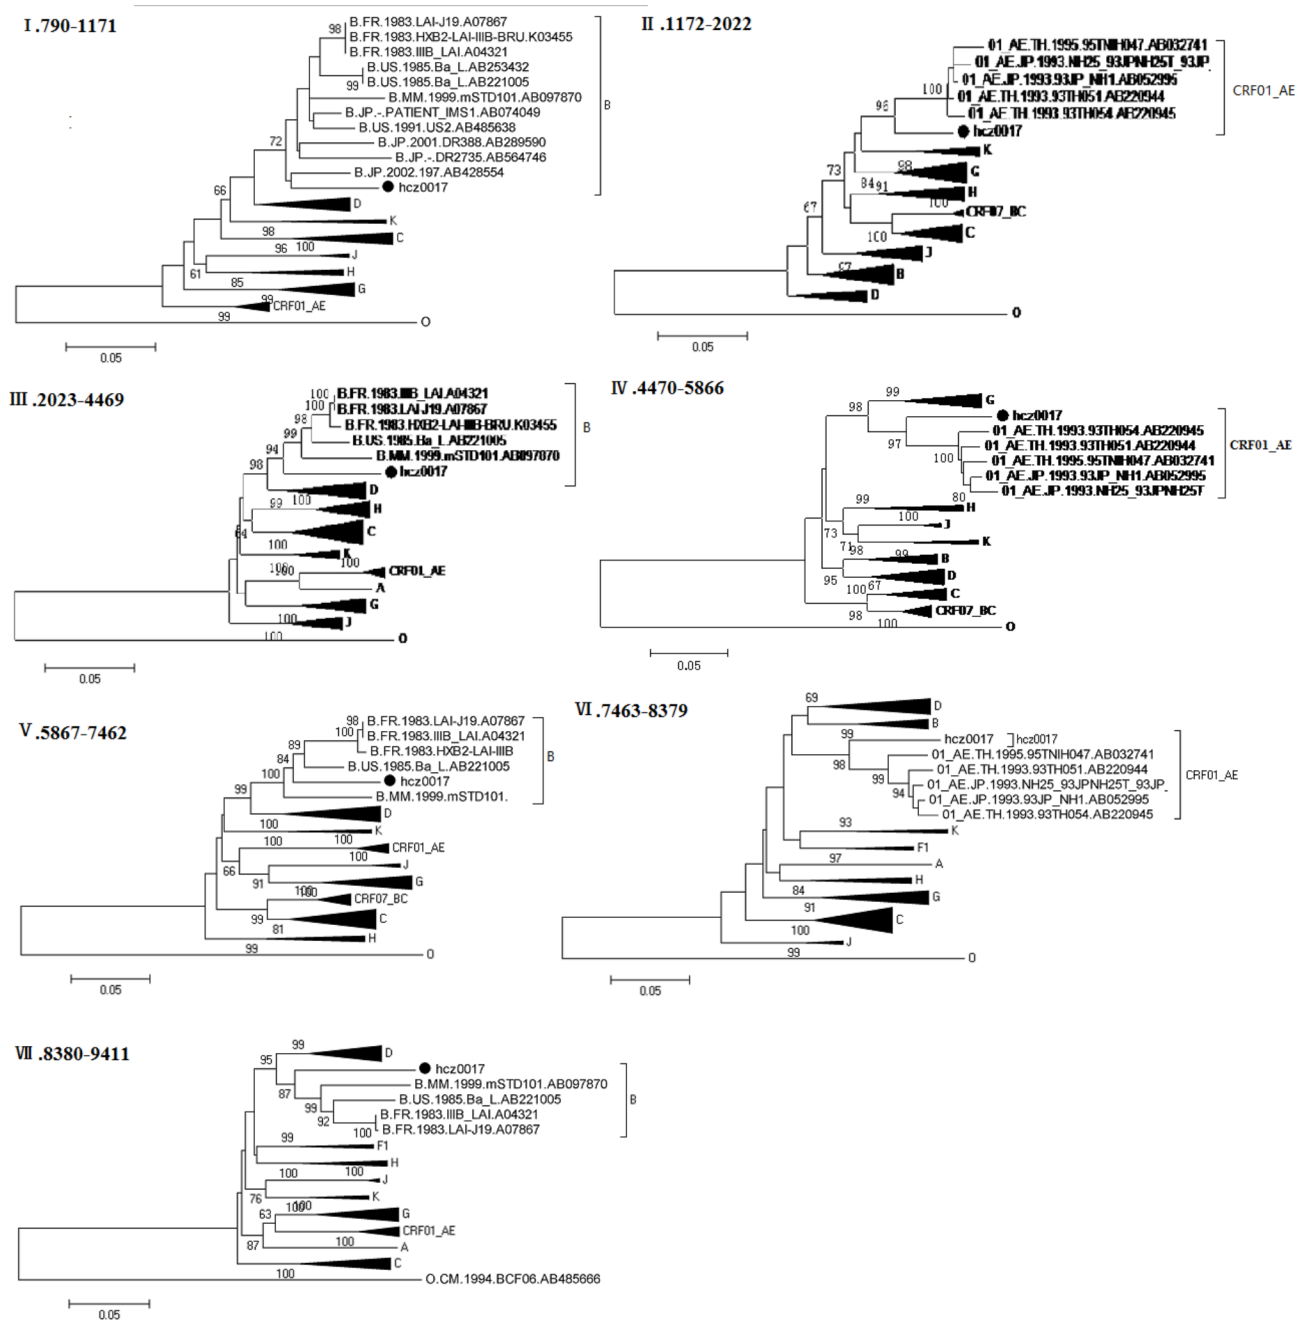 Ⅰ.790-1171
98
B.FR.1983.LAI-J19.A07867
B.FR.1983.HXB2-LAI-IIIB-BRU.K03455
B.FR.1983.IIIB_LAI.A04321
B.US.1985.Ba_L.AB253432
99
B.US.1985.Ba_L.AB221005
B.MM.1999.mSTD101.AB097870
B
B.JP.-.PATIENT_IMS1.AB074049
B.US.1991.US2.AB485638
72
B.JP.2001.DR388.AB289590
B.JP.-.DR2735.AB564746
B.JP.2002.197.AB428554
hcz0017
66
D
K
98
C
96
100
J
61
H
85
G
99
CRF01_AE
99
O
0.05
Ⅱ.1172-2022
01_AE.TH.1995.95TNIH047.AB032741
01_AE.JP.1993.NH25_93JPNH25T_93JP
01_AE.JP.1993.93JP_NH1.AB052995
100
01_AE.TH.1993.93TH051.AB220944
CRF01_AE
96
01_AE.TH.1993.93TH054.AB220945
hcz0017
K
73
98
G
84
91
H
67
100
CRF07_BC
100
C
J
97
B
D
O
0.05
Ⅲ.2023-4469
100
B.FR.1983.IIIB_LAI.A04321
100
B.FR.1983.LAI-J19.A07867
98
B.FR.1983.HXB2-LAI-IIIB-BRU.K03455
99
B.US.1985.Ba_L.AB221005
B
94
B.MM.1999.mSTD101.AB097870
98
hcz0017
D
99
100
H
64
C
100
K
100
100
100
CRF01_AE
A
G
100
J
100
O
0.05
Ⅳ.4470-5866
99
G
98
hcz0017
97
01_AE.TH.1993.93TH054.AB220945
01_AE.TH.1993.93TH051.AB220944
CRF01_AE
100
01_AE.TH.1995.95TNIH047.AB032741
01_AE.JP.1993.93JP_NH1.AB052995
80
01_AE.JP.1993.NH25_93JPNH25T
99
H
100
J
73
71
K
98
99
B
95
D
100
67
C
98
CRF07_BC
100
O
0.05
Ⅴ.5867-7462
98
B.FR.1983.LAI-J19.A07867
100
B.FR.1983.IIIB_LAI.A04321
89
B.FR.1983.HXB2-LAI-IIIB
B
84
B.US.1985.Ba_L.AB221005
100
hcz0017
99
B.MM.1999.mSTD101.
D
100
K
100
100
CRF01_AE
66
100
J
91
G
100
100
CRF07_BC
99
C
81
H
99
O
0.05
Ⅵ.7463-8379
69
D
B
99
hcz0017
hcz0017
98
01_AE.TH.1995.95TNIH047.AB032741
99
01_AE.TH.1993.93TH051.AB220944
CRF01_AE
94
01_AE.JP.1993.NH25_93JPNH25T_93JP_
01_AE.JP.1993.93JP_NH1.AB052995
01_AE.TH.1993.93TH054.AB220945
93
K
F1
97
A
H
84
G
91
C
100
J
99
O
0.05
Ⅶ.8380-9411
95
99
D
hcz0017
87
B.MM.1999.mSTD101.AB097870
99
B.US.1985.Ba_L.AB221005
B
92
B.FR.1983.IIIB_LAI.A04321
100
B.FR.1983.LAI-J19.A07867
99
F1
H
100
100
J
76
K
100
100
63
G
CRF01_AE
87
100
A
C
100
O.CM.1994.BCF06.AB485666
0.05